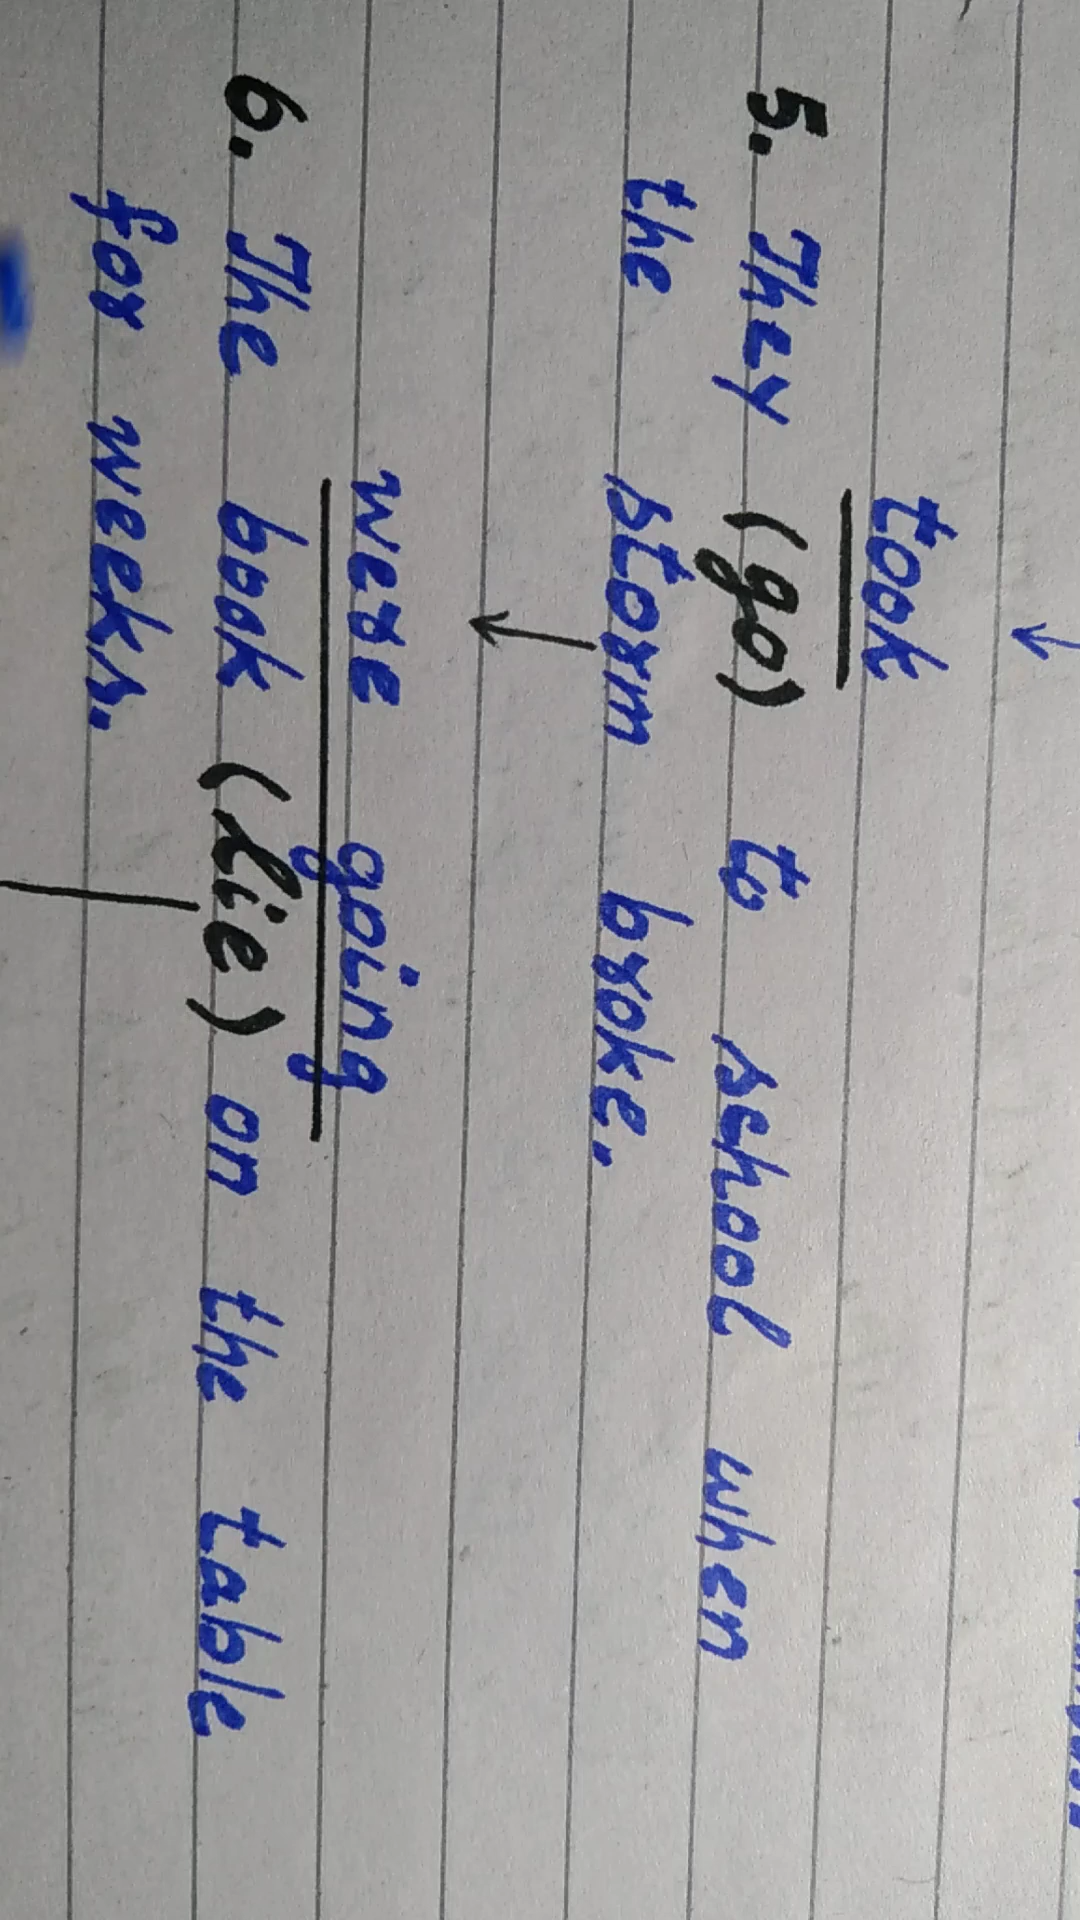 took
5. They (go) to school when
the storm broke.
were going
6. The book (lie) on the table
for weeks.